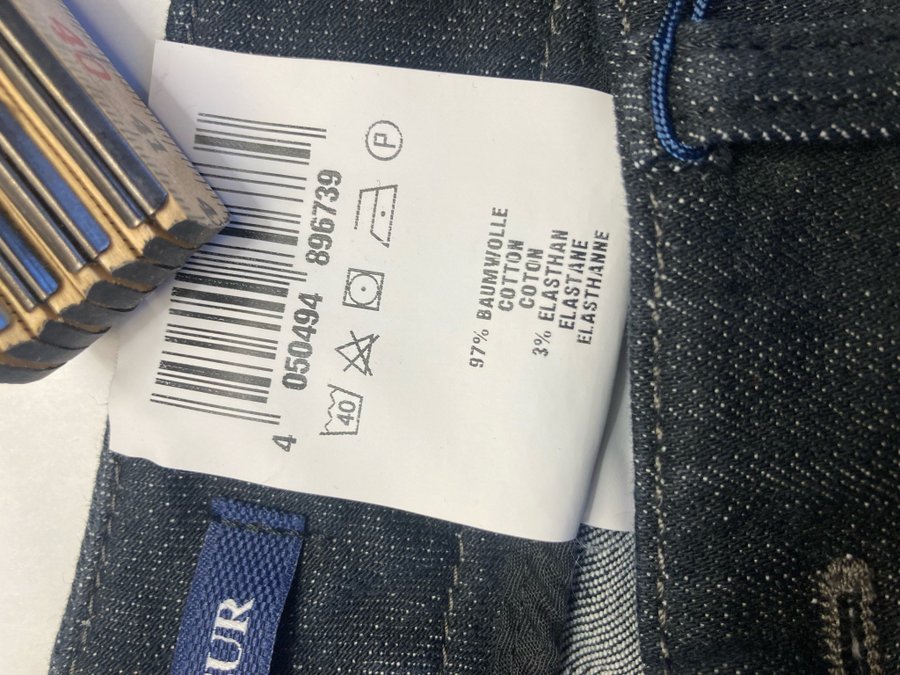 4 050494 896739
40
P
97% BAUMWOLLE
COTTON
COTON
3% ELASTHAN
ELASTANE
ELASTHANNE